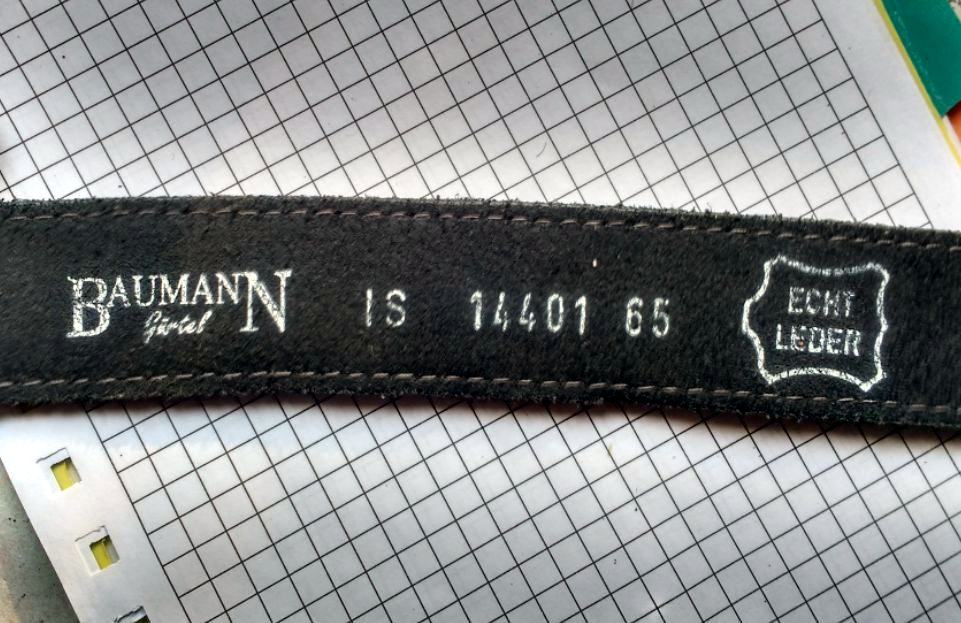 BAUMANN
Gürtel
IS 14401 65
ECHT
LEDER